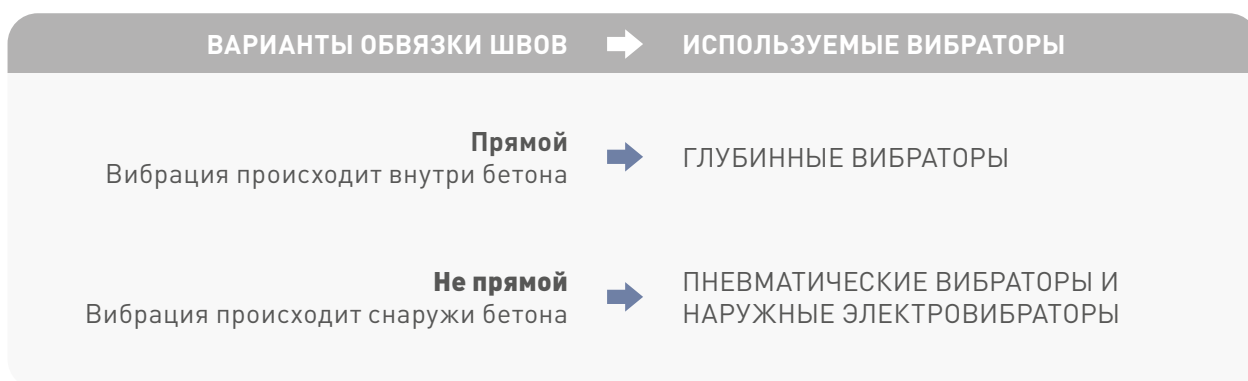 ВАРИАНТЫ ОБВЯЗКИ ШВОВ ИСПОЛЬЗУЕМЫЕ ВИБРАТОРЫ
Прямой
Вибрация происходит внутри бетона
ГЛУБИННЫЕ ВИБРАТОРЫ
Не прямой
Вибрация происходит снаружи бетона
ПНЕВМАТИЧЕСКИЕ ВИБРАТОРЫ И
НАРУЖНЫЕ ЭЛЕКТРОВИБРАТОРЫ